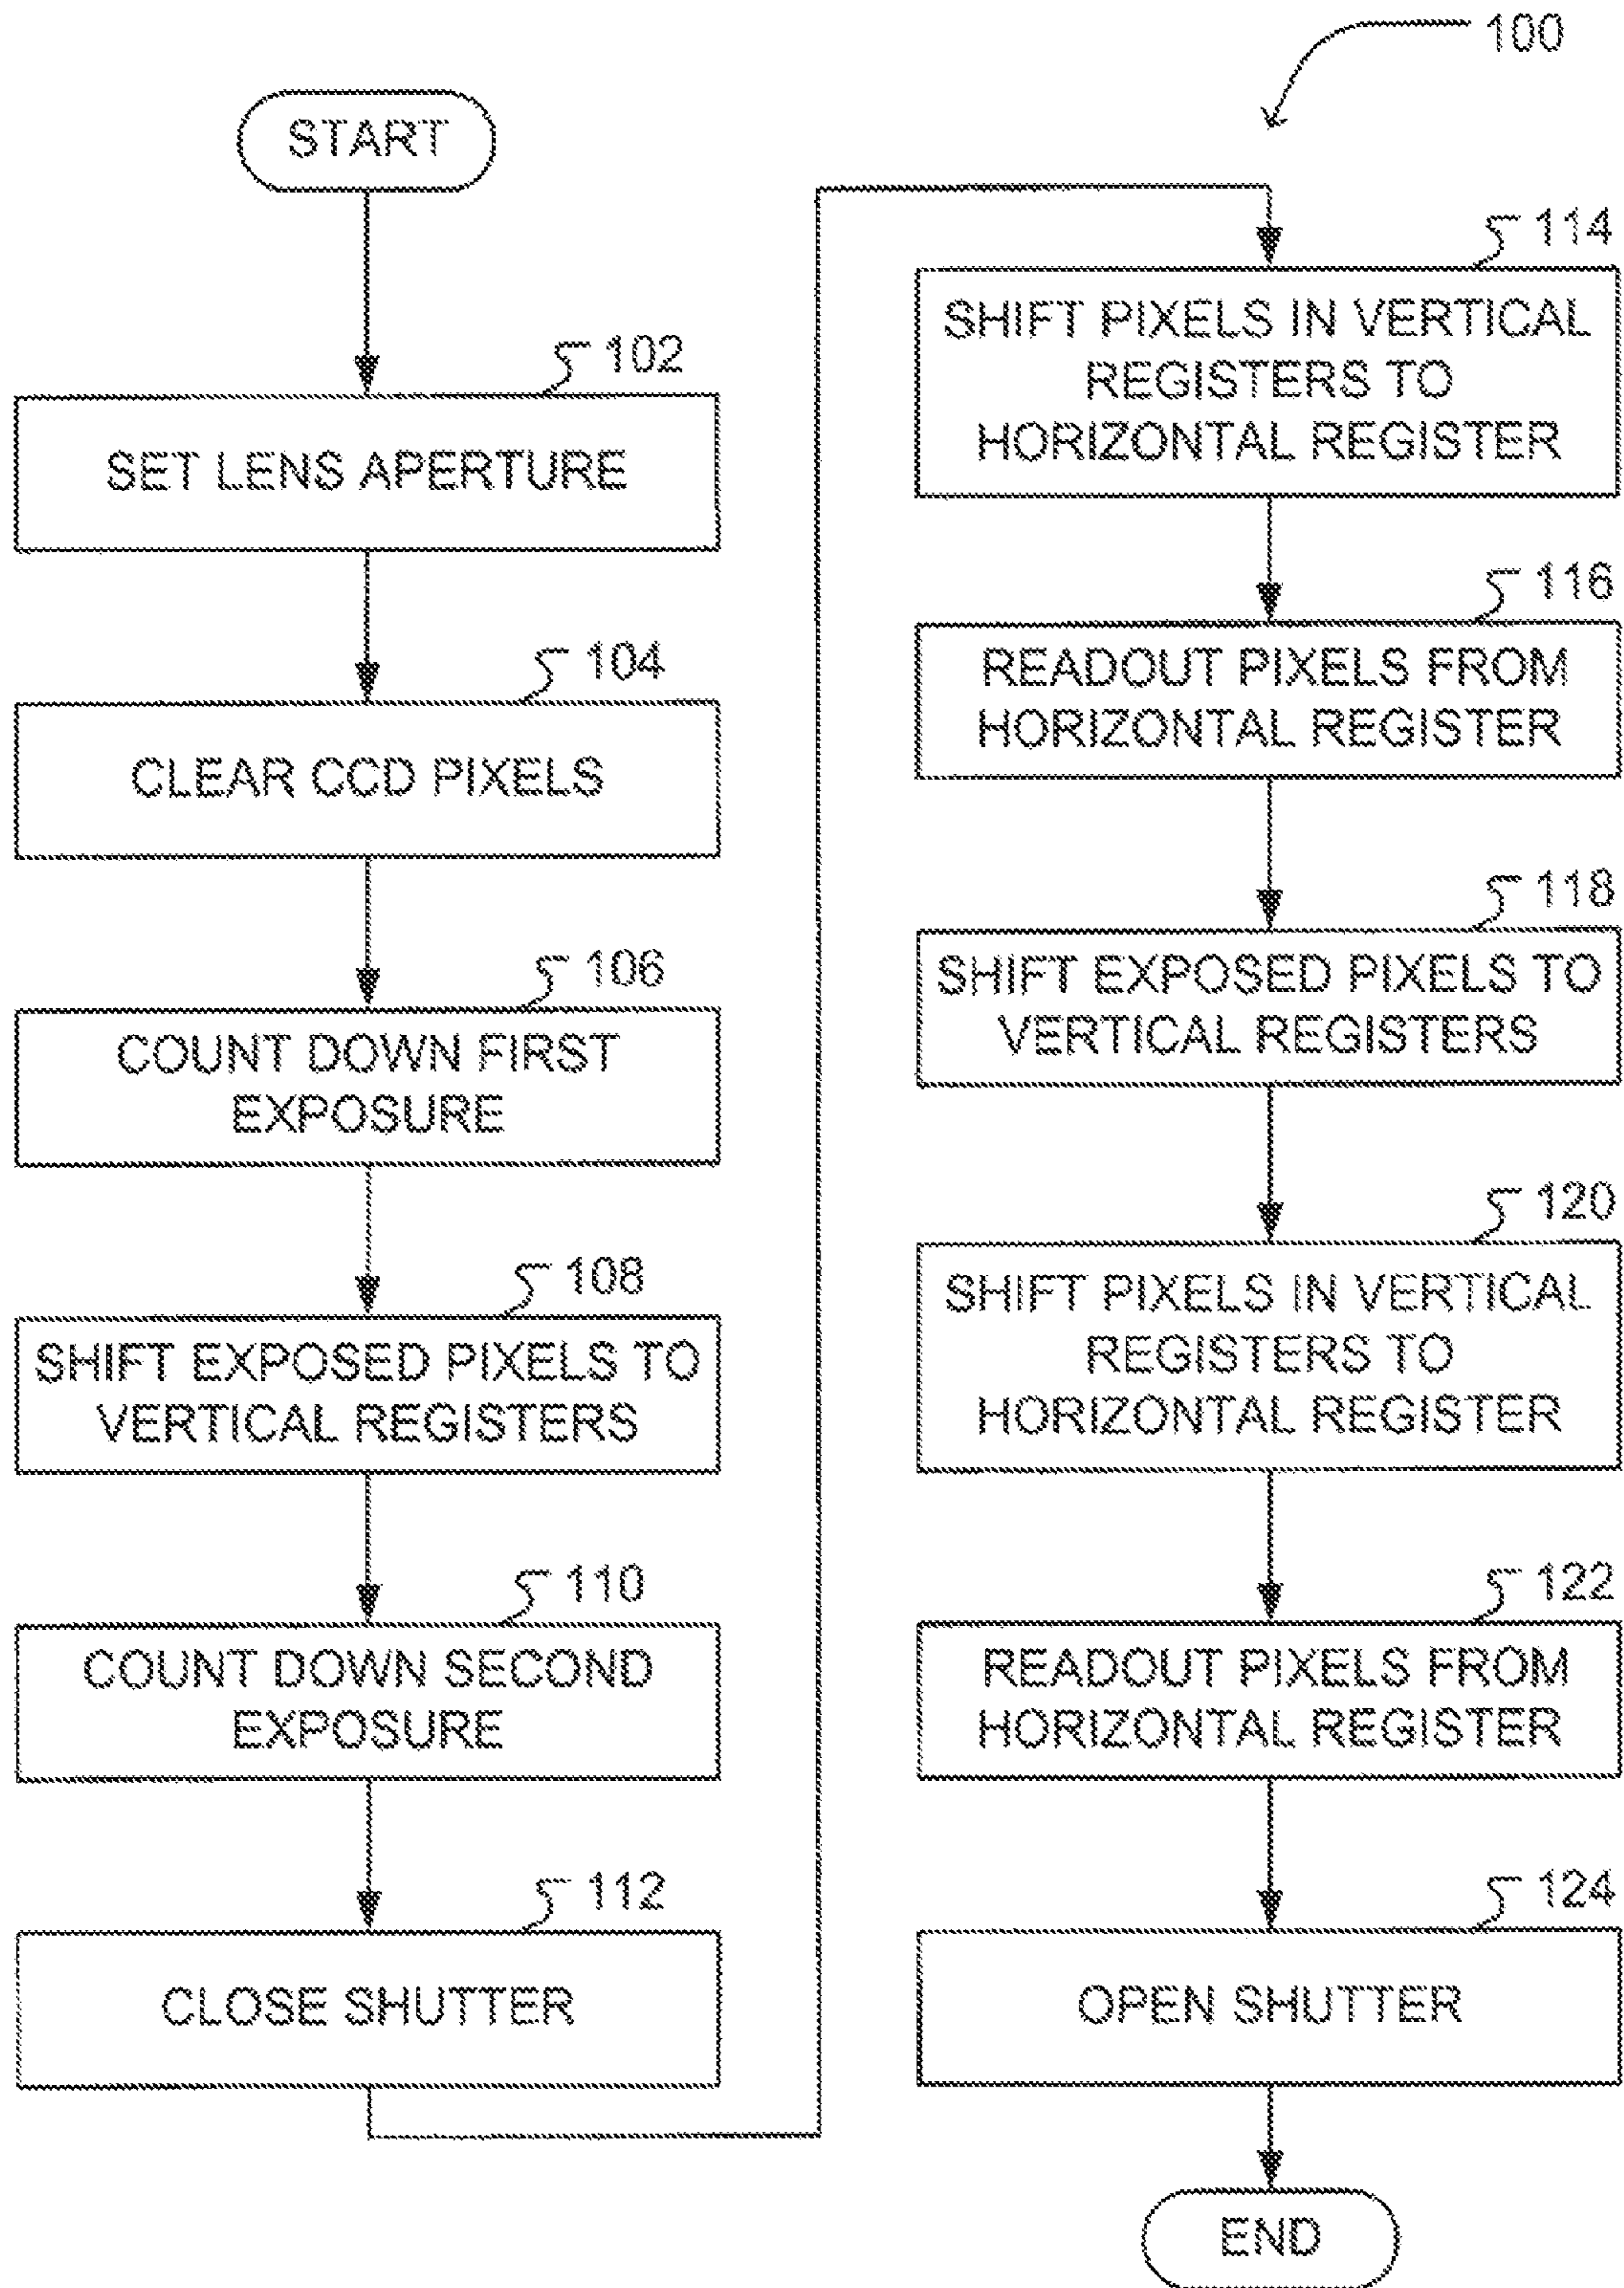 100
START
102
SET LENS APERTURE
104
CLEAR CCD PIXELS
106
COUNT DOWN FIRST
EXPOSURE
108
SHIFT EXPOSED PIXELS TO
VERTICAL REGISTERS
110
COUNT DOWN SECOND
EXPOSURE
112
CLOSE SHUTTER
114
SHIFT PIXELS IN VERTICAL
REGISTERS TO
HORIZONTAL REGISTER
116
READOUT PIXELS FROM
HORIZONTAL REGISTER
118
SHIFT EXPOSED PIXELS TO
VERTICAL REGISTERS
120
SHIFT PIXELS IN VERTICAL
REGISTERS TO
HORIZONTAL REGISTER
122
READOUT PIXELS FROM
HORIZONTAL REGISTER
124
OPEN SHUTTER
END